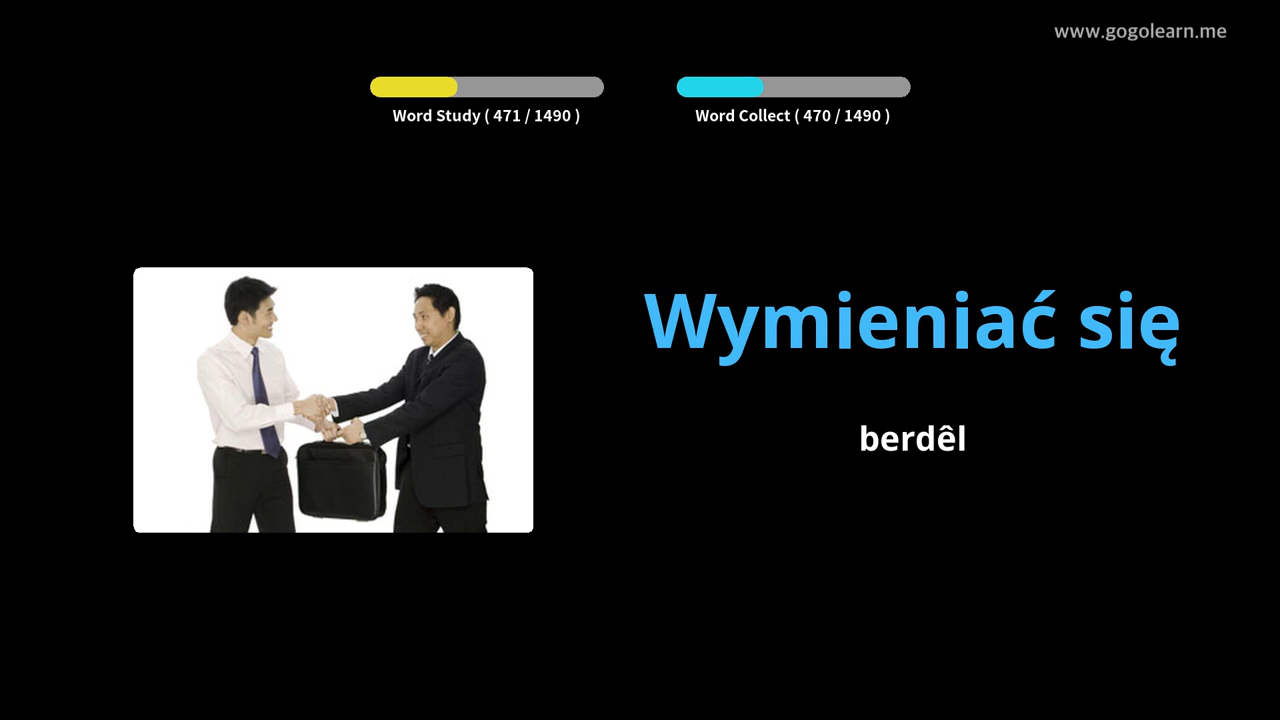 www.gogolearn.me
Word Study ( 471 / 1490 )
Word Collect ( 470 / 1490 )
Wymieniać się
berdêl